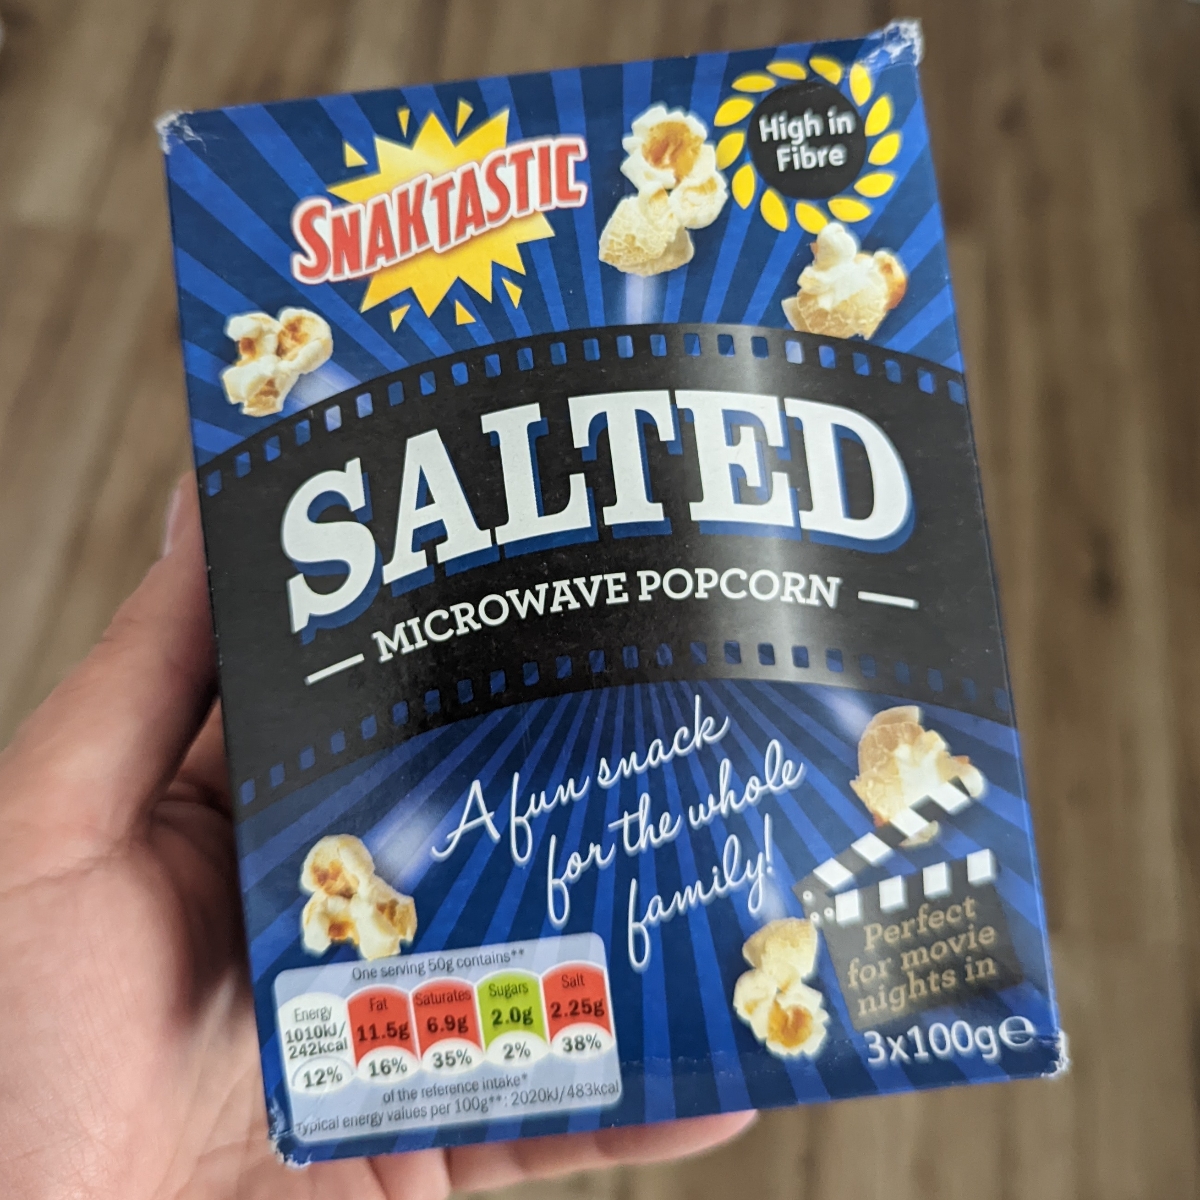 SNAKTASTIC
High in
Fibre
SALTED
MICROWAVE POPCORN
A fun snack
for the whole
family!
Perfect
for movie
nights in
3x100g℮
One serving 50g contains**
Energy
1010kJ/
242kcal
12%
Fat
11.5g
16%
Saturates
6.9g
35%
Sugars
2.0g
2%
Salt
2.25g
38%
of the reference intake*
Typical energy values per 100g**: 2020kJ/483kcal